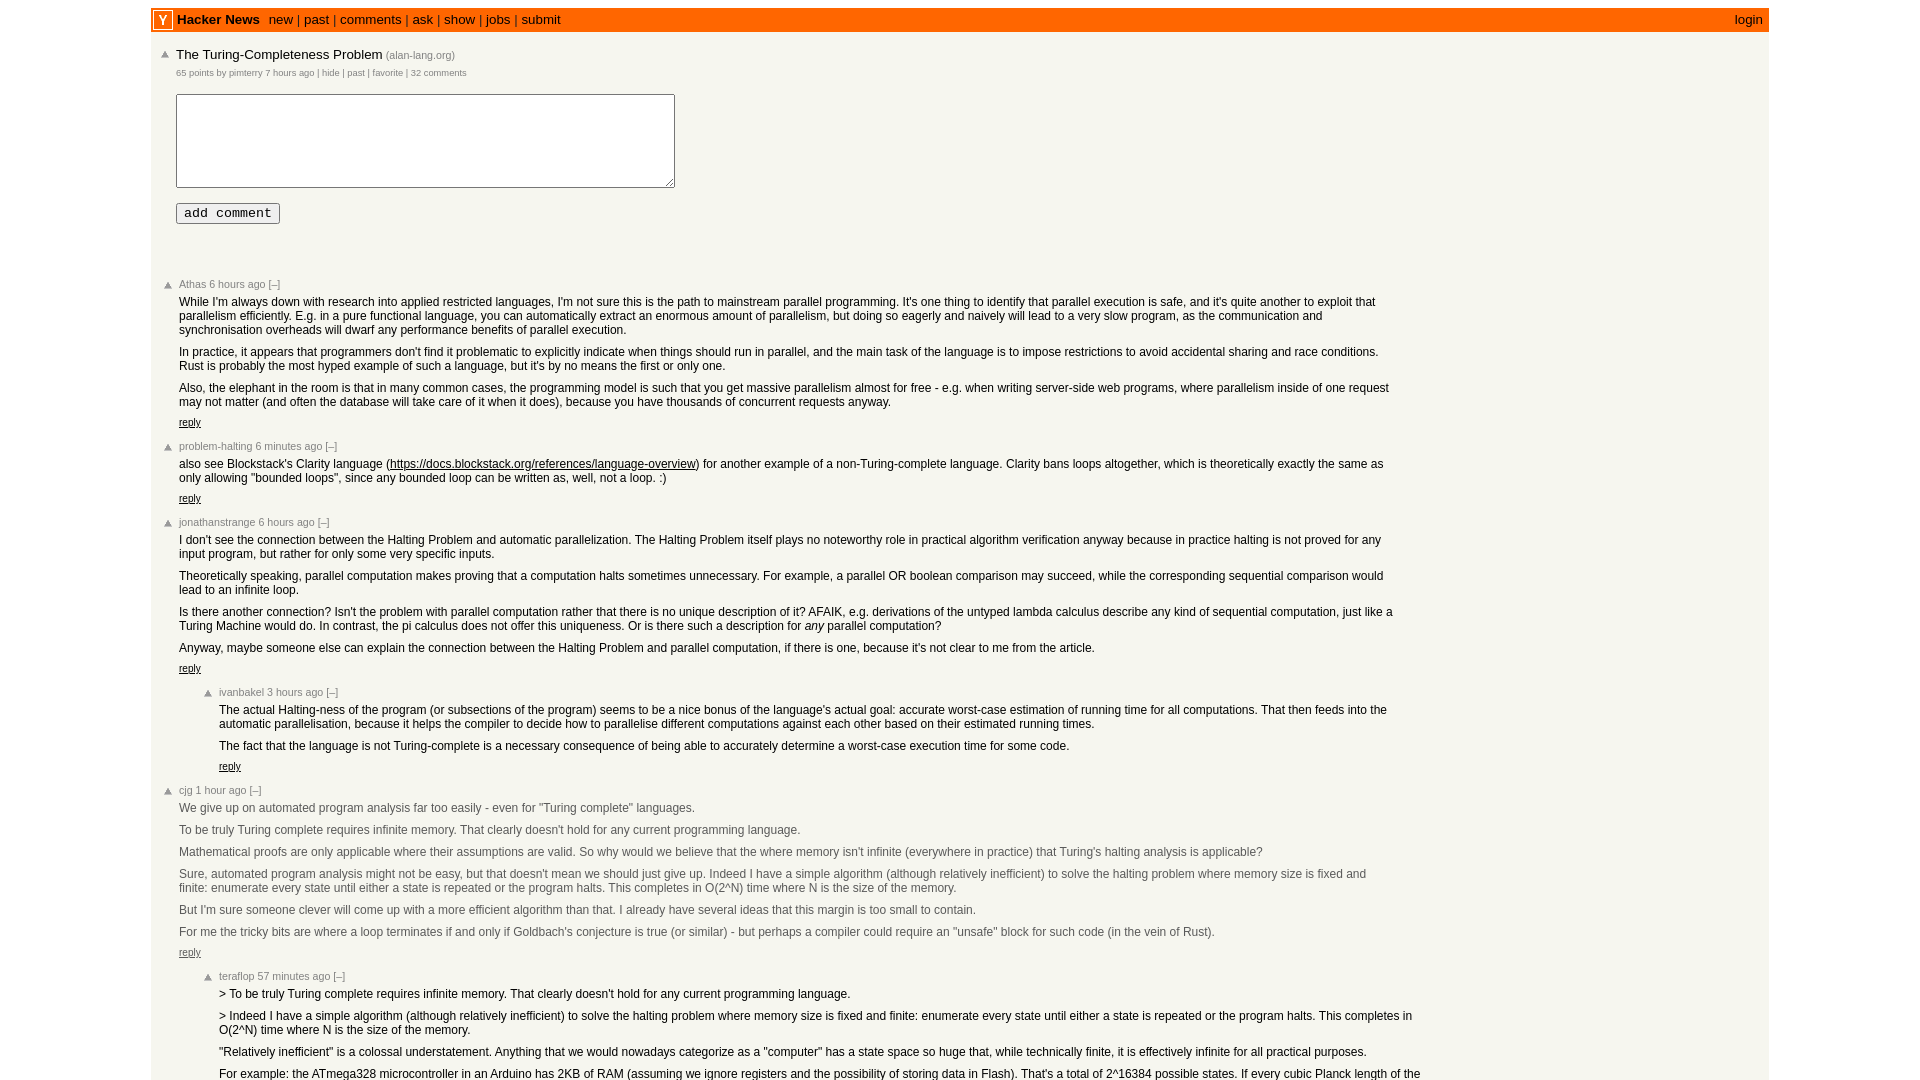 Y Hacker News new | past | comments | ask | show | jobs | submit login
The Turing-Completeness Problem (alan-lang.org)
65 points by pimterry 7 hours ago | hide | past | favorite | 32 comments
add comment
Athas 6 hours ago [–]
While I'm always down with research into applied restricted languages, I'm not sure this is the path to mainstream parallel programming. It's one thing to identify that parallel execution is safe, and it's quite another to exploit that
parallelism efficiently. E.g. in a pure functional language, you can automatically extract an enormous amount of parallelism, but doing so eagerly and naively will lead to a very slow program, as the communication and
synchronisation overheads will dwarf any performance benefits of parallel execution.
In practice, it appears that programmers don't find it problematic to explicitly indicate when things should run in parallel, and the main task of the language is to impose restrictions to avoid accidental sharing and race conditions.
Rust is probably the most hyped example of such a language, but it's by no means the first or only one.
Also, the elephant in the room is that in many common cases, the programming model is such that you get massive parallelism almost for free - e.g. when writing server-side web programs, where parallelism inside of one request
may not matter (and often the database will take care of it when it does), because you have thousands of concurrent requests anyway.
reply
problem-halting 6 minutes ago [–]
also see Blockstack's Clarity language (https://docs.blockstack.org/references/language-overview) for another example of a non-Turing-complete language. Clarity bans loops altogether, which is theoretically exactly the same as
only allowing "bounded loops", since any bounded loop can be written as, well, not a loop. :)
reply
jonathanstrange 6 hours ago [–]
I don't see the connection between the Halting Problem and automatic parallelization. The Halting Problem itself plays no noteworthy role in practical algorithm verification anyway because in practice halting is not proved for any
input program, but rather for only some very specific inputs.
Theoretically speaking, parallel computation makes proving that a computation halts sometimes unnecessary. For example, a parallel OR boolean comparison may succeed, while the corresponding sequential comparison would
lead to an infinite loop.
Is there another connection? Isn't the problem with parallel computation rather that there is no unique description of it? AFAIK, e.g. derivations of the untyped lambda calculus describe any kind of sequential computation, just like a
Turing Machine would do. In contrast, the pi calculus does not offer this uniqueness. Or is there such a description for any parallel computation?
Anyway, maybe someone else can explain the connection between the Halting Problem and parallel computation, if there is one, because it's not clear to me from the article.
reply
ivanbakel 3 hours ago [–]
The actual Halting-ness of the program (or subsections of the program) seems to be a nice bonus of the language's actual goal: accurate worst-case estimation of running time for all computations. That then feeds into the
automatic parallelisation, because it helps the compiler to decide how to parallelise different computations against each other based on their estimated running times.
The fact that the language is not Turing-complete is a necessary consequence of being able to accurately determine a worst-case execution time for some code.
reply
cjg 1 hour ago [–]
We give up on automated program analysis far too easily - even for "Turing complete" languages.
To be truly Turing complete requires infinite memory. That clearly doesn't hold for any current programming language.
Mathematical proofs are only applicable where their assumptions are valid. So why would we believe that the where memory isn't infinite (everywhere in practice) that Turing's halting analysis is applicable?
Sure, automated program analysis might not be easy, but that doesn't mean we should just give up. Indeed I have a simple algorithm (although relatively inefficient) to solve the halting problem where memory size is fixed and
finite: enumerate every state until either a state is repeated or the program halts. This completes in O(2^N) time where N is the size of the memory.
But I'm sure someone clever will come up with a more efficient algorithm than that. I already have several ideas that this margin is too small to contain.
For me the tricky bits are where a loop terminates if and only if Goldbach's conjecture is true (or similar) - but perhaps a compiler could require an "unsafe" block for such code (in the vein of Rust).
reply
teraflop 57 minutes ago [–]
> To be truly Turing complete requires infinite memory. That clearly doesn't hold for any current programming language.
> Indeed I have a simple algorithm (although relatively inefficient) to solve the halting problem where memory size is fixed and finite: enumerate every state until either a state is repeated or the program halts. This completes in
O(2^N) time where N is the size of the memory.
"Relatively inefficient" is a colossal understatement. Anything that we would nowadays categorize as a "computer" has a state space so huge that, while technically finite, it is effectively infinite for all practical purposes.
For example: the ATmega328 microcontroller in an Arduino has 2KB of RAM (assuming we ignore registers and the possibility of storing data in Flash). That's a total of 2^16384 possible states. If every cubic Planck length of the